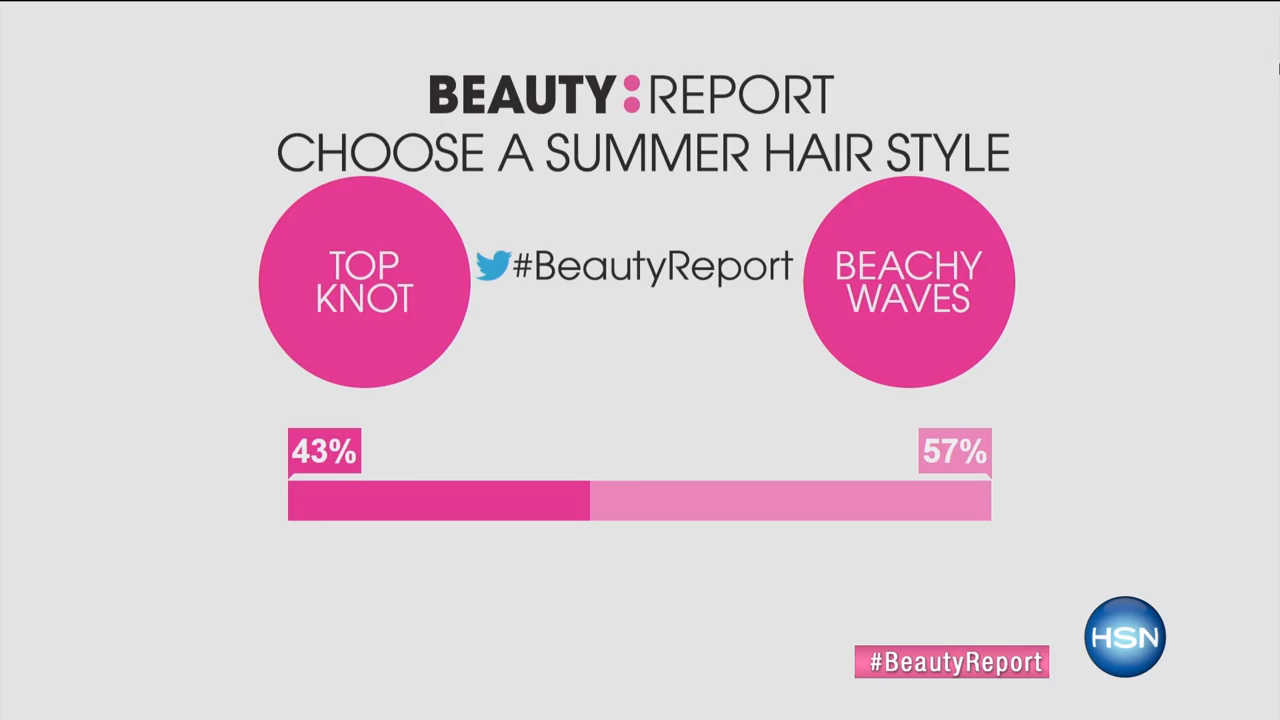 BEAUTY:REPORT
CHOOSE A SUMMER HAIR STYLE
TOP
KNOT
#BeautyReport
BEACHY
WAVES
43%
57%
#BeautyReport
HSN